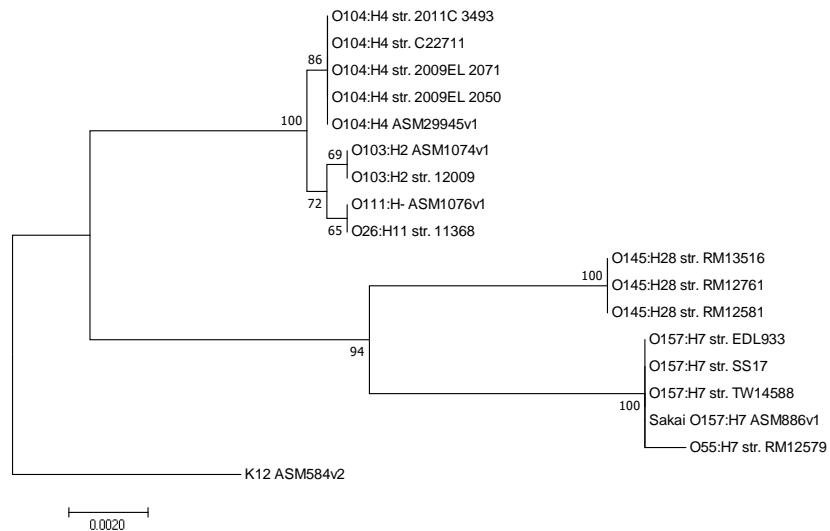 O104:H4 str. 2011C 3493
O104:H4 str. C22711
86
O104:H4 str. 2009EL 2071
O104:H4 str. 2009EL 2050
100
O104:H4 ASM29945v1
O103:H2 ASM1074v1
69
O103:H2 str. 12009
72
O111:H- ASM1076v1
65
O26:H11 str. 11368
O145:H28 str. RM13516
100
O145:H28 str. RM12761
O145:H28 str. RM12581
O157:H7 str. EDL933
94
O157:H7 str. SS17
O157:H7 str. TW14588
100
Sakai O157:H7 ASM886v1
O55:H7 str. RM12579
K12 ASM584v2
0.0020